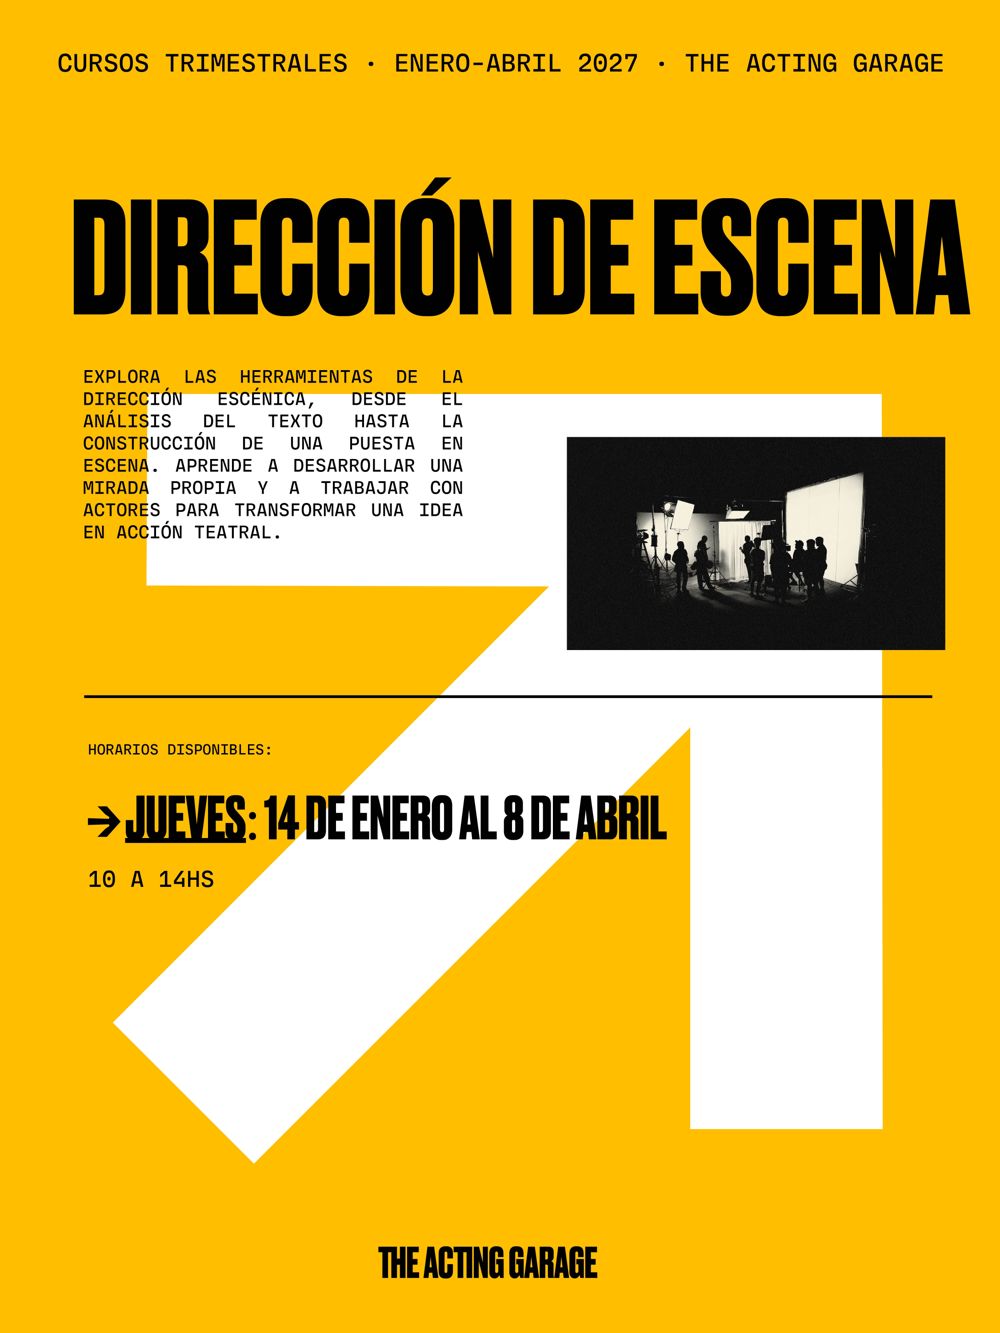 CURSOS TRIMESTRALES · ENERO-ABRIL 2027 · THE ACTING GARAGE
DIRECCIÓN DE ESCENA
EXPLORA LAS HERRAMIENTAS DE LA
DIRECCIÓN ESCÉNICA, DESDE EL
ANÁLISIS DEL TEXTO HASTA LA
CONSTRUCCIÓN DE UNA PUESTA EN
ESCENA. APRENDE A DESARROLLAR UNA
MIRADA PROPIA Y A TRABAJAR CON
ACTORES PARA TRANSFORMAR UNA IDEA
EN ACCIÓN TEATRAL.
HORARIOS DISPONIBLES:
→ JUEVES: 14 DE ENERO AL 8 DE ABRIL
10 A 14HS
THE ACTING GARAGE